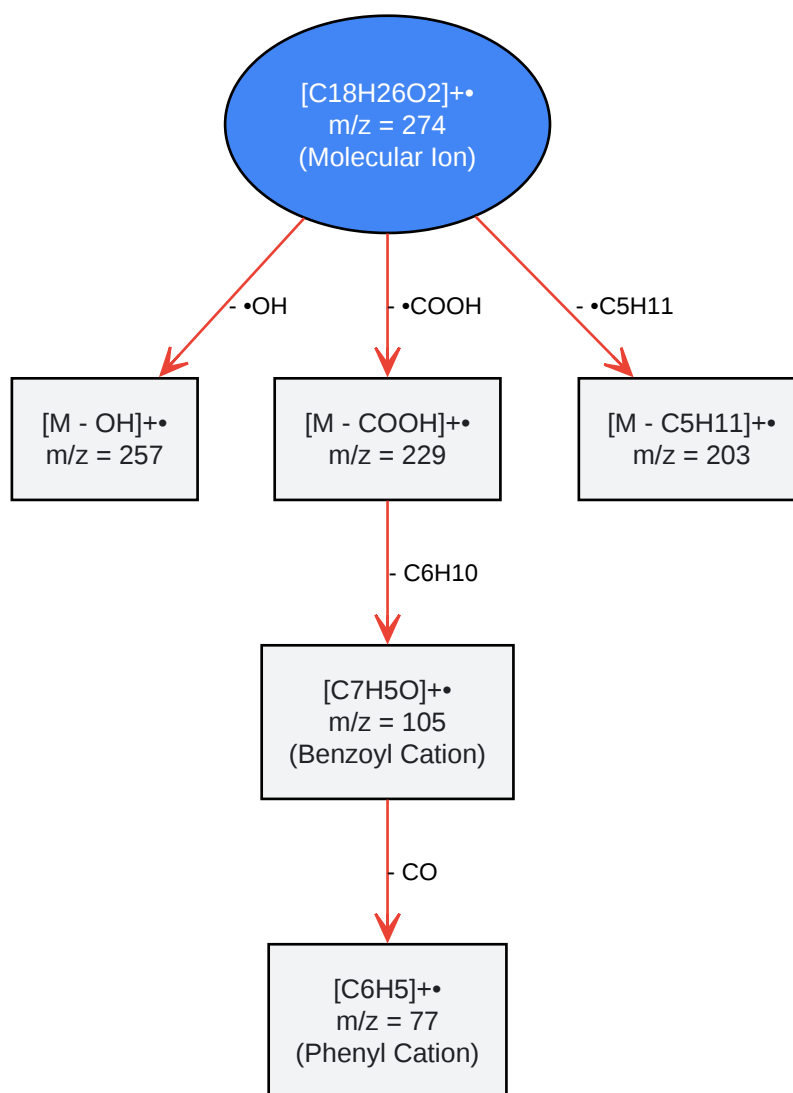 [C18H26O2]+•
m/z = 274
(Molecular Ion)
- •OH
- •COOH
- •C5H11
[M - OH]+•
m/z = 257
[M - COOH]+•
m/z = 229
[M - C5H11]+•
m/z = 203
- C6H10
[C7H5O]+•
m/z = 105
(Benzoyl Cation)
- CO
[C6H5]+•
m/z = 77
(Phenyl Cation)